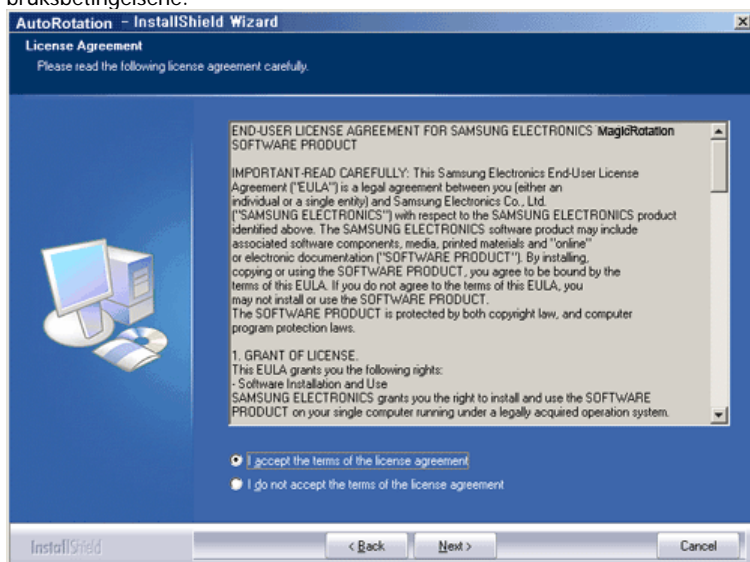 bruksbetingelsene.
AutoRotation - InstallShield Wizard
License Agreement
Please read the following license agreement carefully.
END-USER LICENSE AGREEMENT FOR SAMSUNG ELECTRONICS MagicRotation
SOFTWARE PRODUCT
IMPORTANT-READ CAREFULLY: This Samsung Electronics End-User License
Agreement ("EULA") is a legal agreement between you (either an
individual or a single entity) and Samsung Electronics Co., Ltd.
("SAMSUNG ELECTRONICS") with respect to the SAMSUNG ELECTRONICS product
identified above. The SAMSUNG ELECTRONICS software product may include
associated software components, media, printed materials and "online"
or electronic documentation ("SOFTWARE PRODUCT"). By installing,
copying or using the SOFTWARE PRODUCT, you agree to be bound by the
terms of this EULA. If you do not agree to the terms of this EULA, you
may not install or use the SOFTWARE PRODUCT.
The SOFTWARE PRODUCT is protected by both copyright law, and computer
program protection laws.
1. GRANT OF LICENSE.
This EULA grants you the following rights:
- Software Installation and Use
SAMSUNG ELECTRONICS grants you the right to install and use the SOFTWARE
PRODUCT on your single computer running under a legally acquired operation system.
I accept the terms of the license agreement
I do not accept the terms of the license agreement
InstallShield
< Back
Next >
Cancel